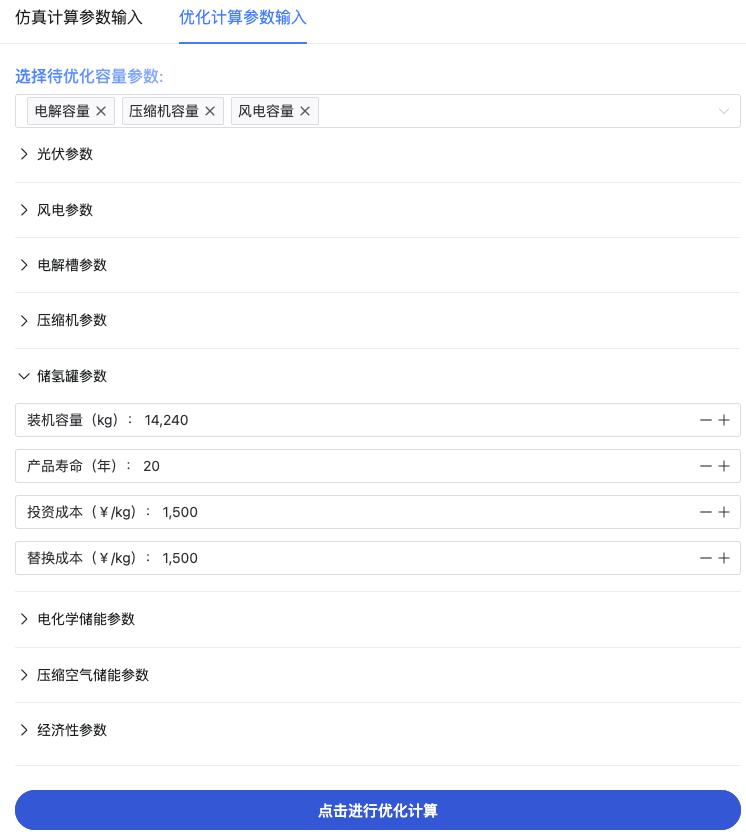 仿真计算参数输入 优化计算参数输入
选择待优化容量参数:
电解容量 压缩机容量 风电容量
光伏参数
风电参数
电解槽参数
压缩机参数
储氢罐参数
装机容量（kg）： 14,240
产品寿命（年）： 20
投资成本（￥/kg）： 1,500
替换成本（￥/kg）： 1,500
电化学储能参数
压缩空气储能参数
经济性参数
点击进行优化计算